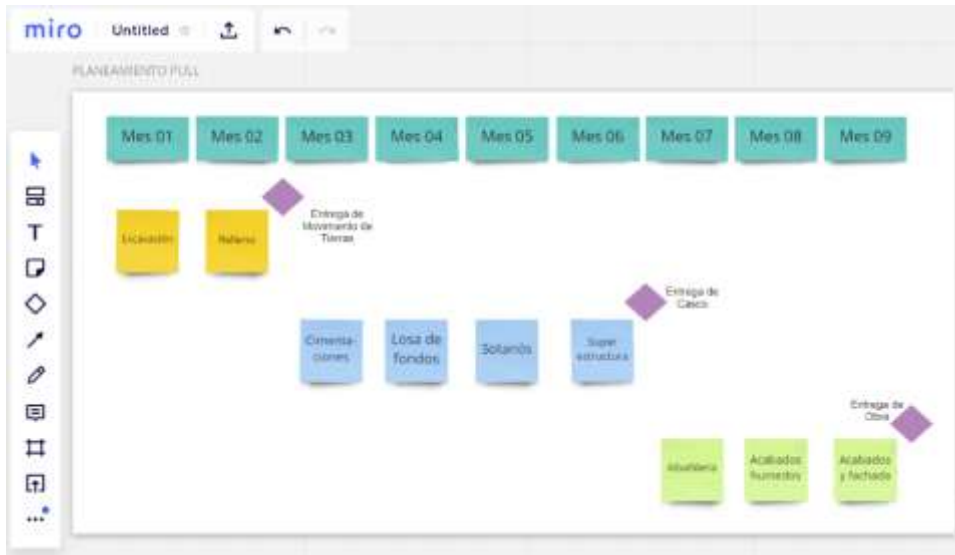 miro
Untitled
PLANEAMIENTO PULL
Mes 01
Mes 02
Mes 03
Mes 04
Mes 05
Mes 06
Mes 07
Mes 08
Mes 09
Excavación
Relleno
Entrega de
Movimiento de
Tierras
Cimenta-
ciones
Losa de
fondos
Sotanos
Super
estructura
Entrega de
Casco
Albañilería
Acabados
humedos
Acabados
y fachada
Entrega de
Obra
T